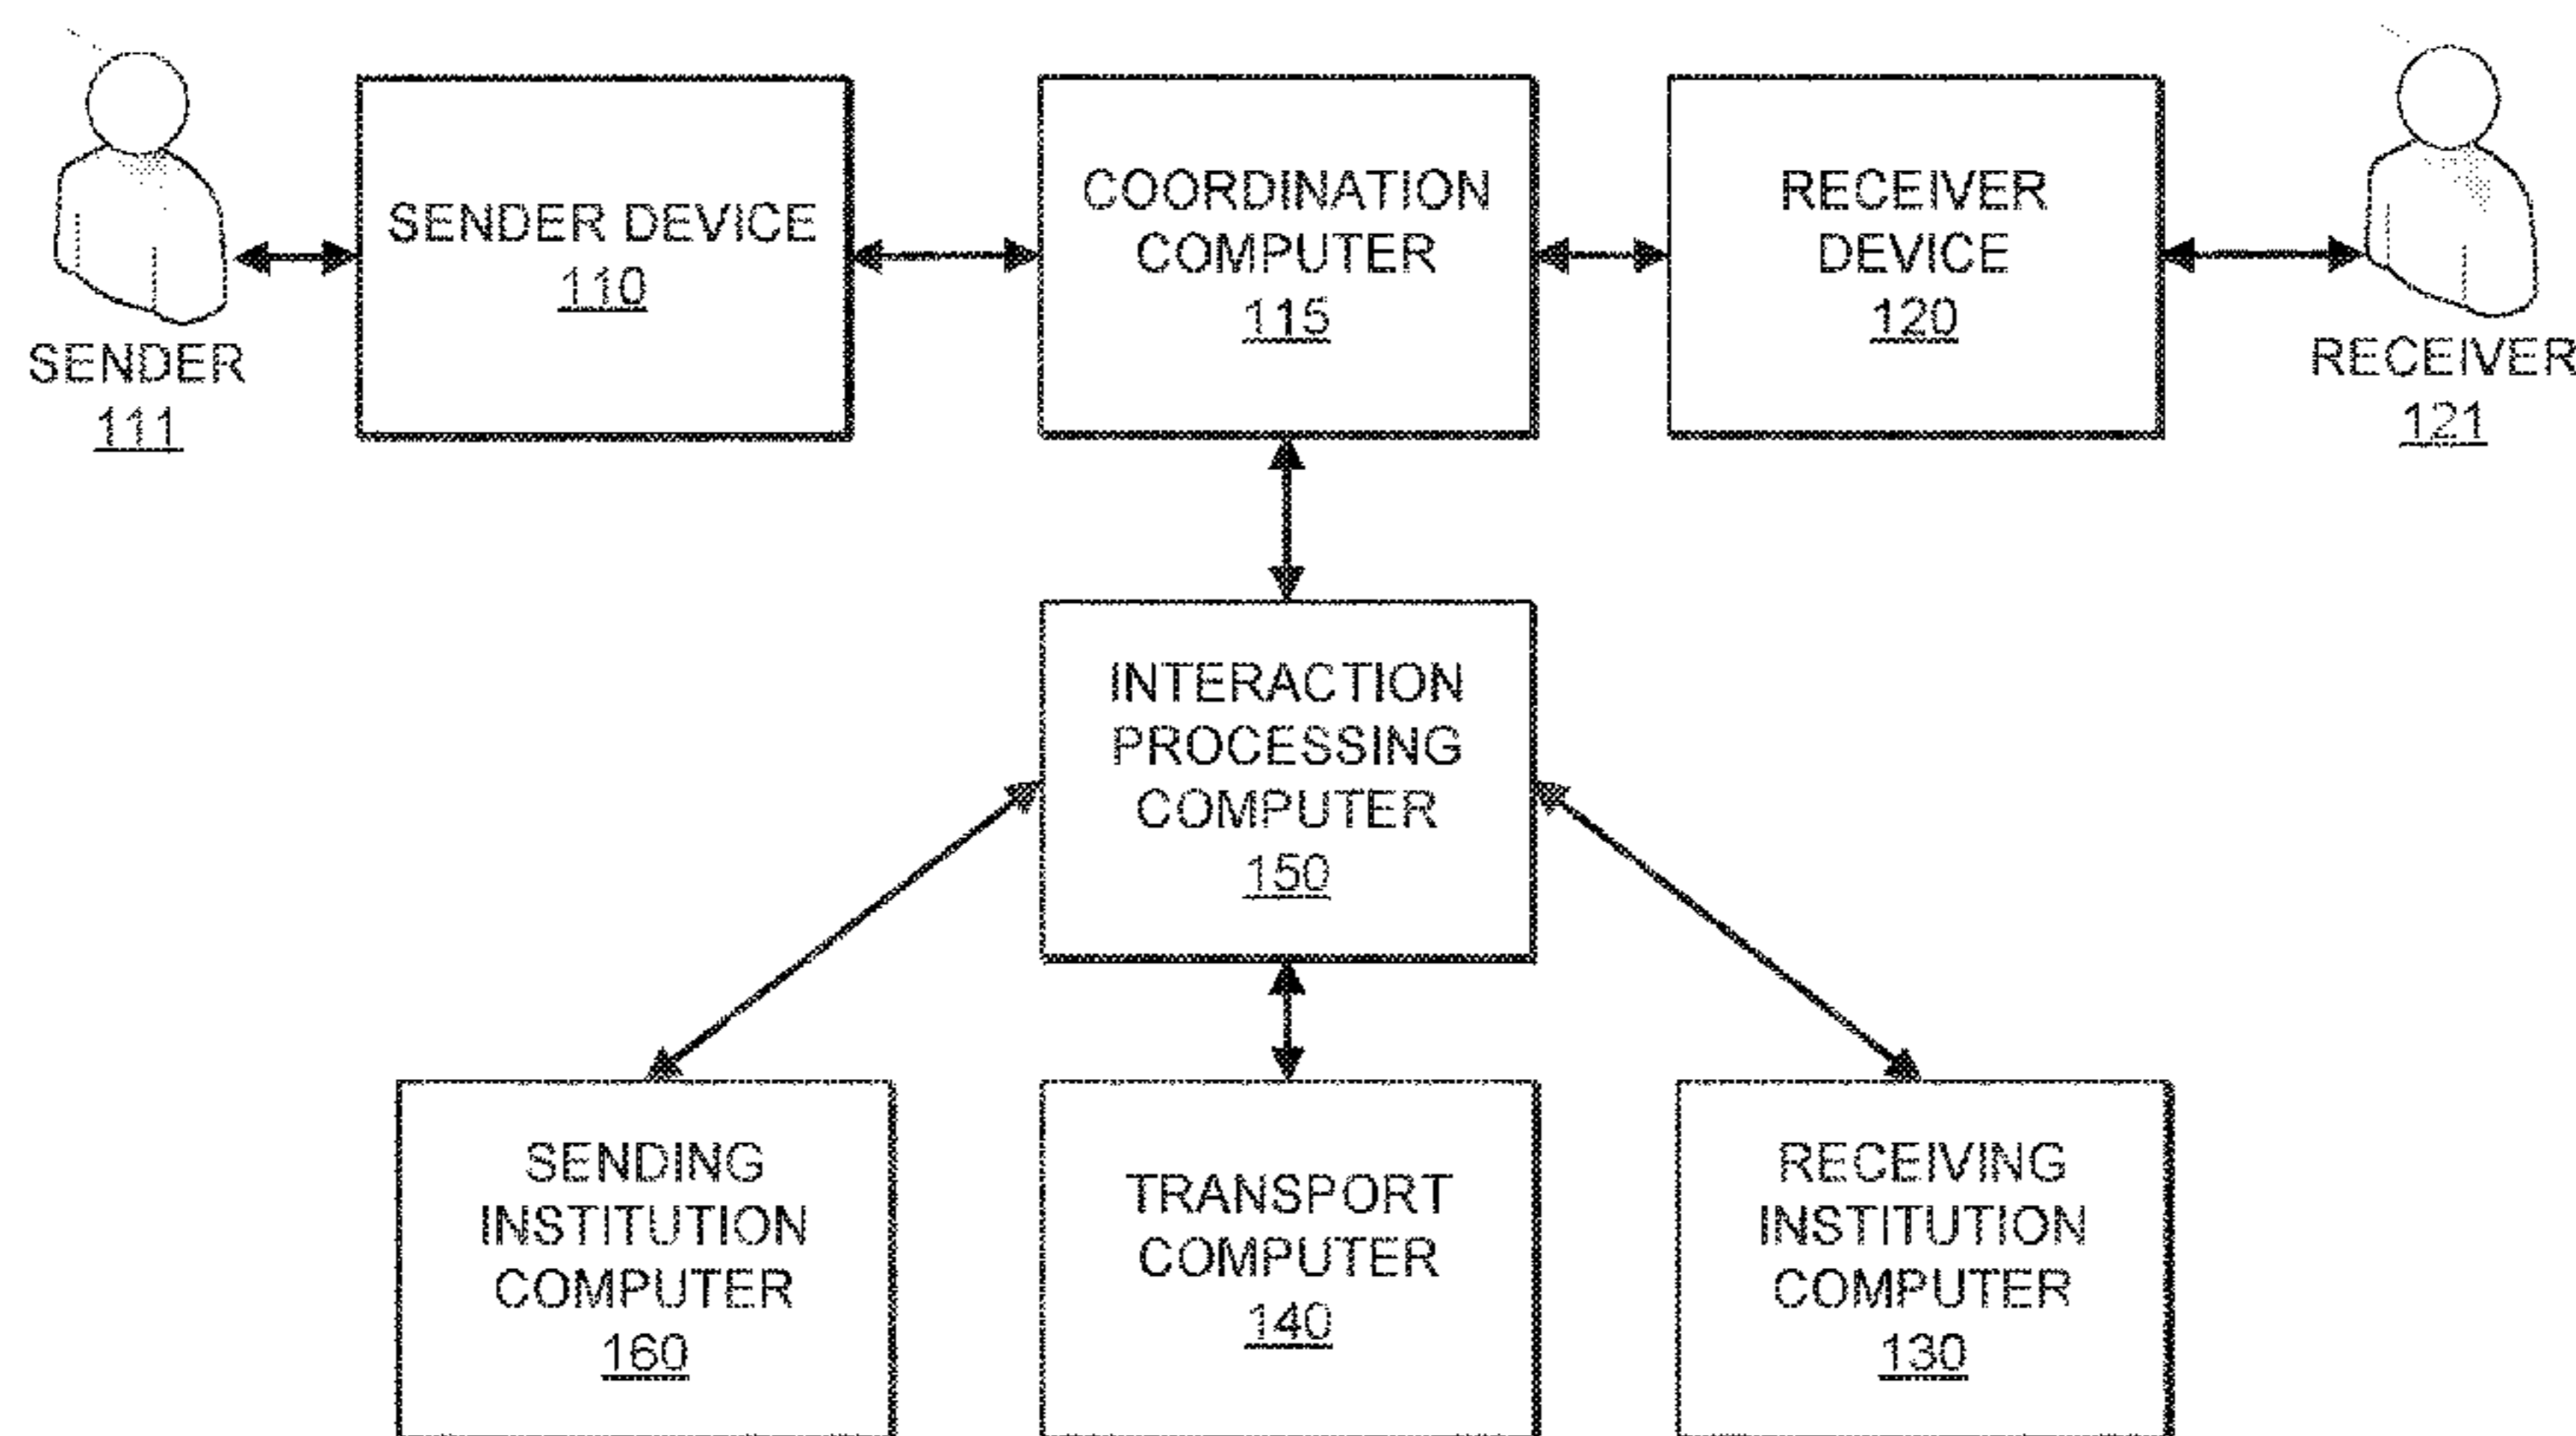 SENDER DEVICE
110
COORDINATION
COMPUTER
115
RECEIVER
DEVICE
120
SENDER
111
RECEIVER
121
INTERACTION
PROCESSING
COMPUTER
150
SENDING
INSTITUTION
COMPUTER
160
TRANSPORT
COMPUTER
140
RECEIVING
INSTITUTION
COMPUTER
130